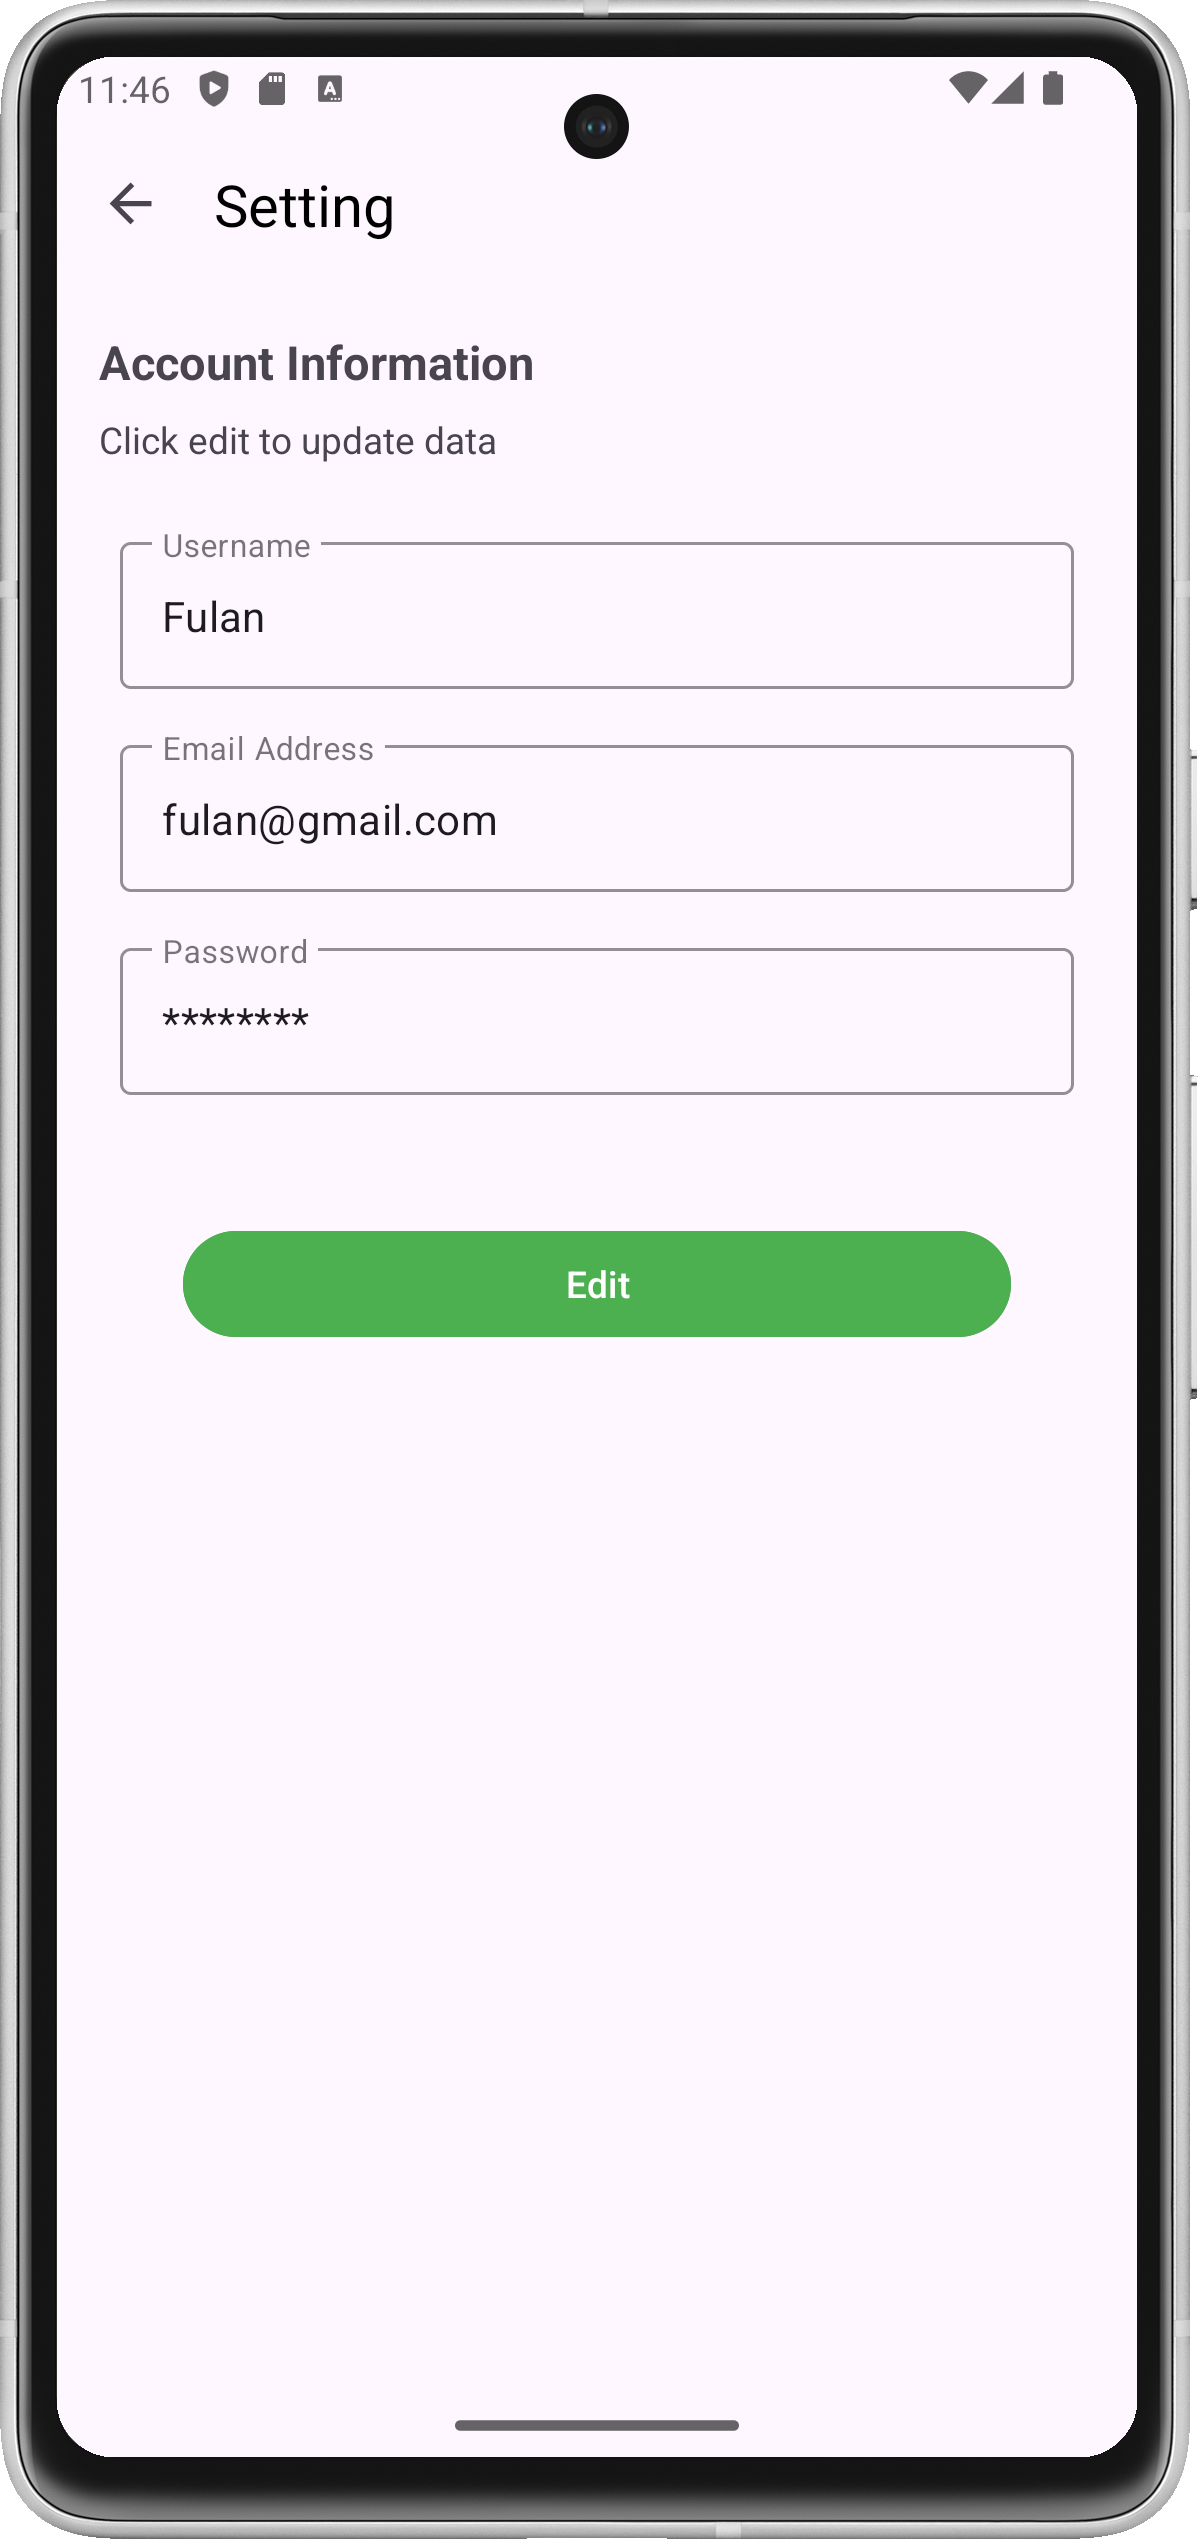 11:46
Setting
Account Information
Click edit to update data
Username
Fulan
Email Address
fulan@gmail.com
Password
********
Edit